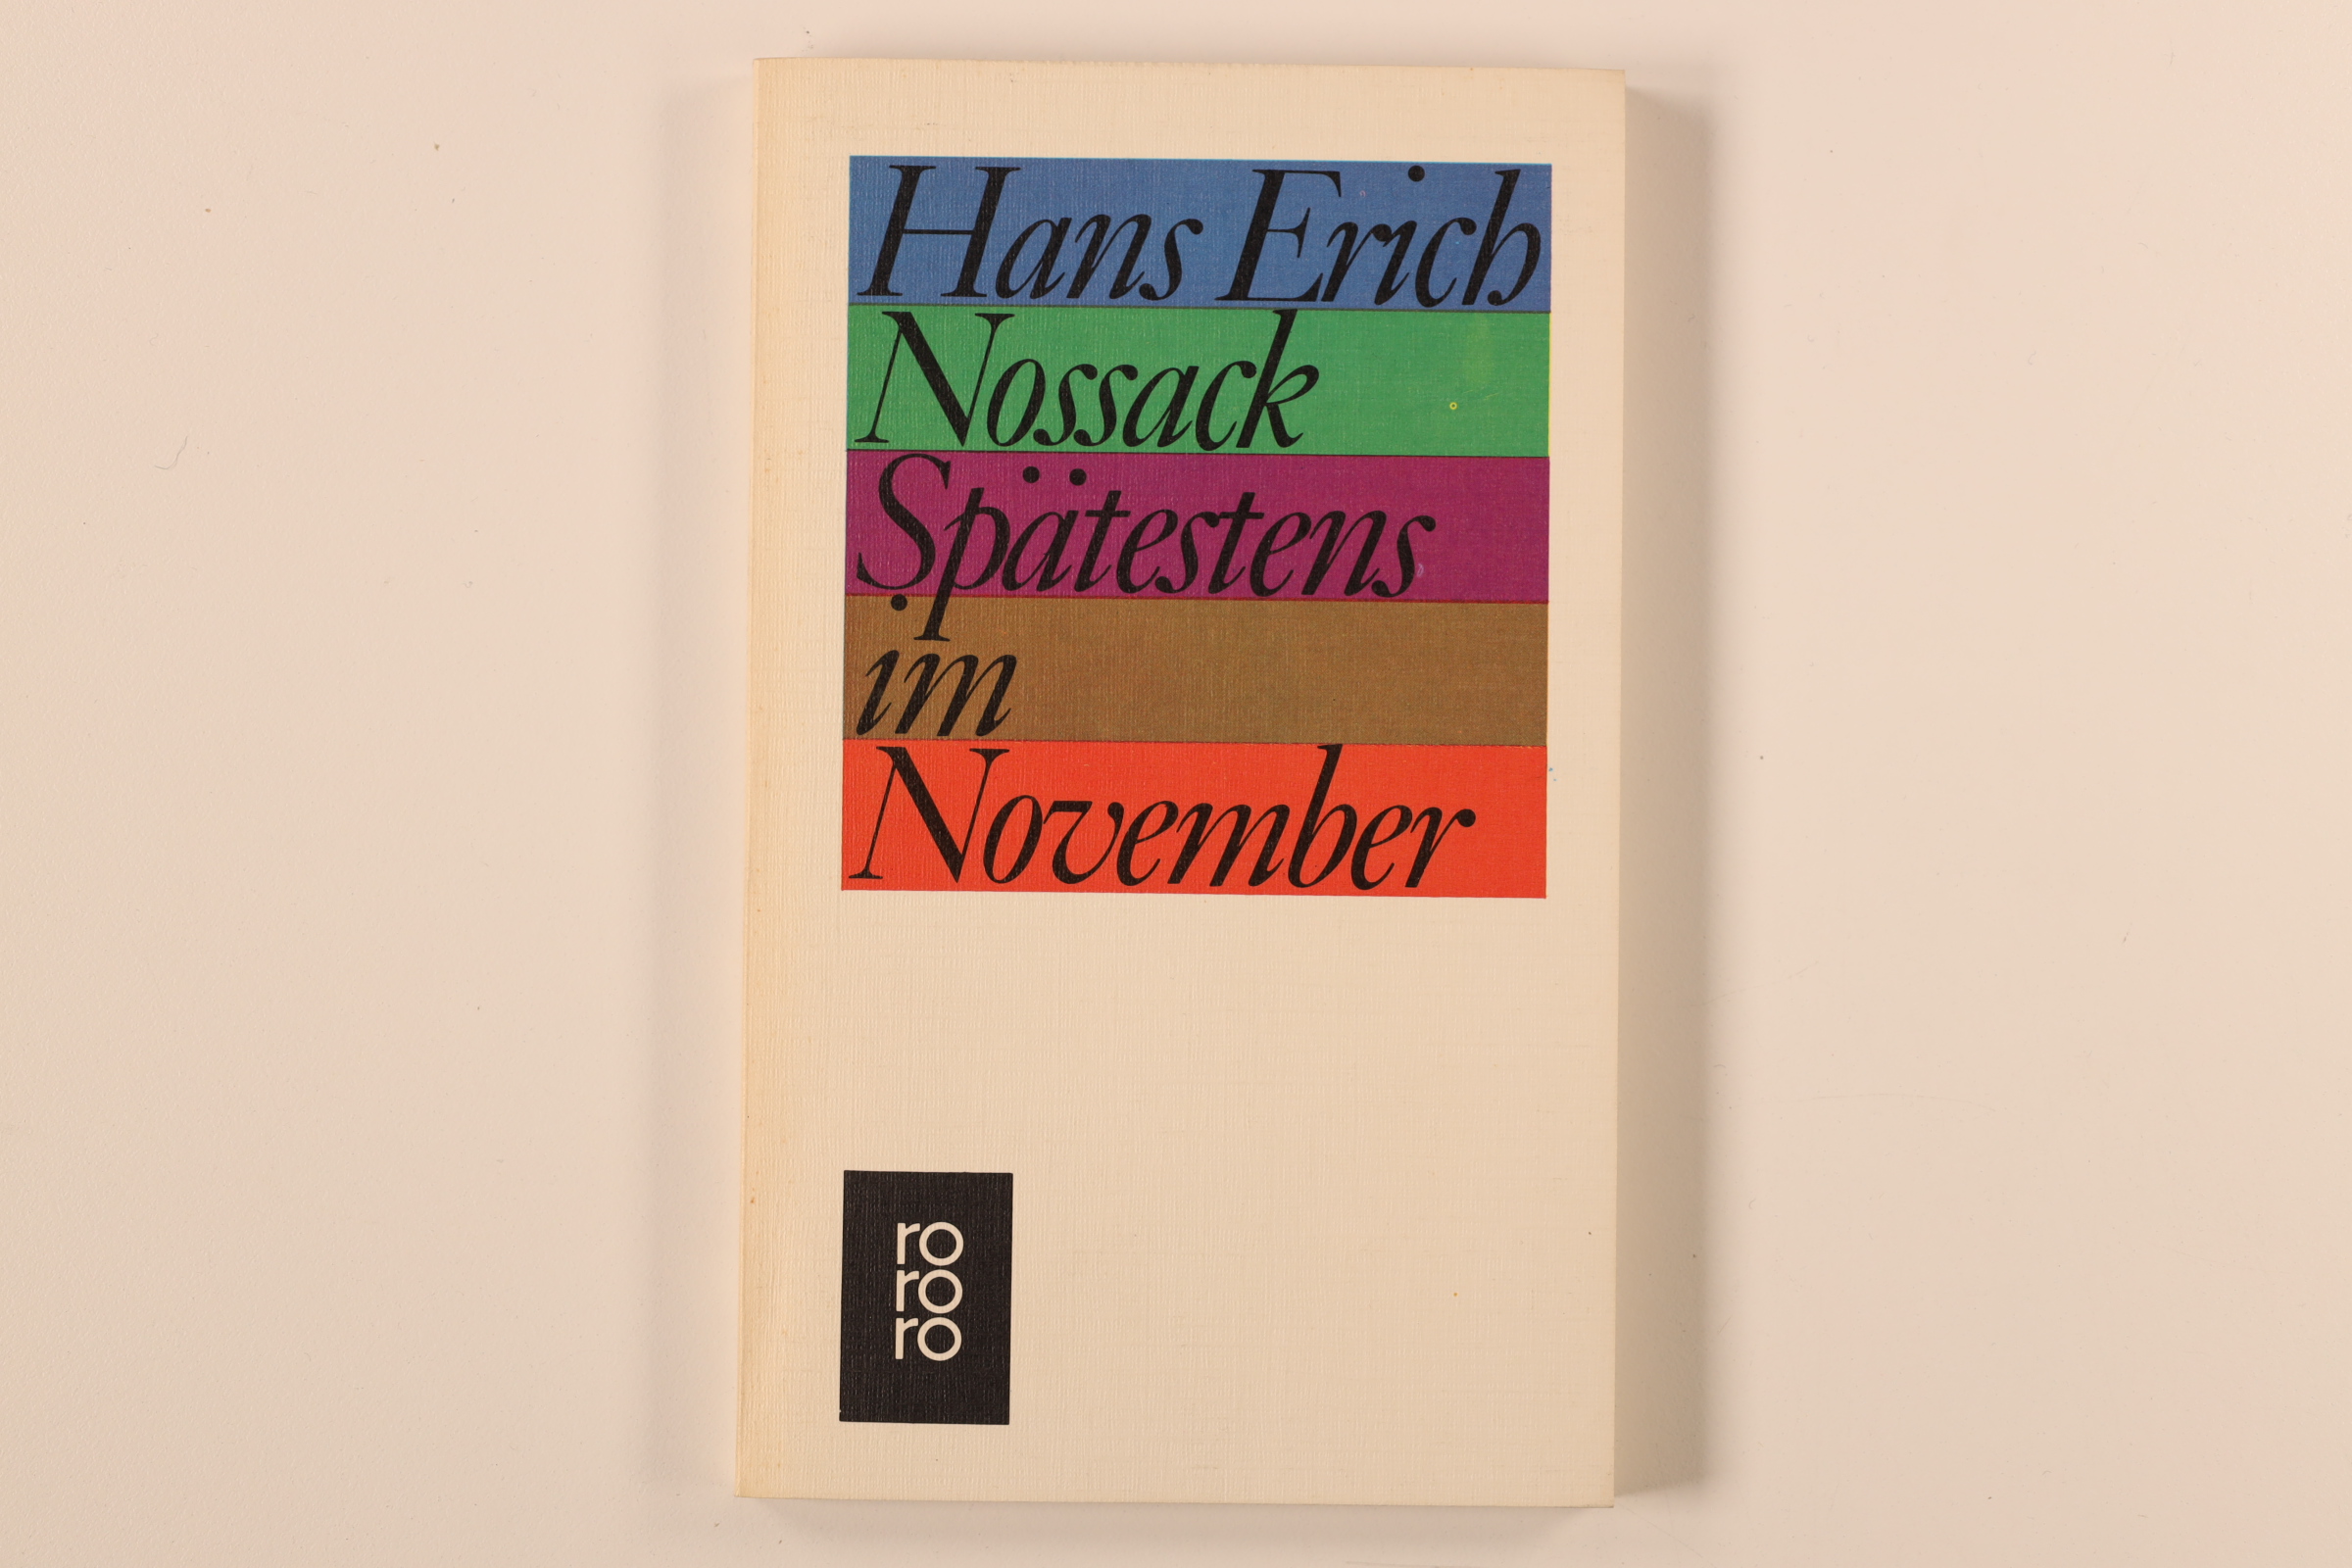 Hans Erich
Nossack
Spätestens
im
November
ro
ro
ro